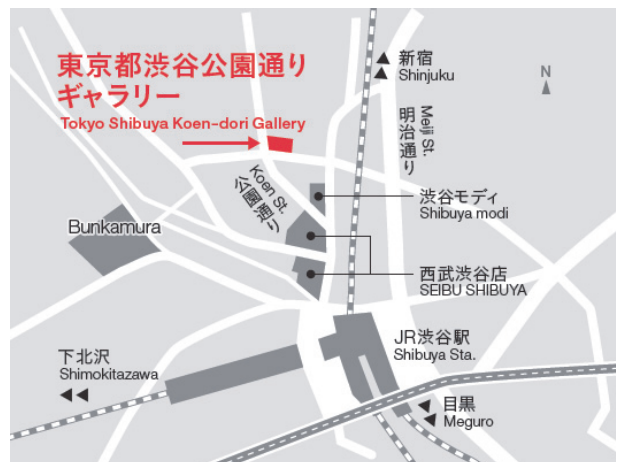 東京都渋谷公園通り
ギャラリー
Tokyo Shibuya Koen-dori Gallery
新宿
Shinjuku
N
Meiji St.
明治通り
Koen St.
公園通り
渋谷モディ
Shibuya modi
Bunkamura
西武渋谷店
SEIBU SHIBUYA
JR渋谷駅
Shibuya Sta.
下北沢
Shimokitazawa
目黒
Meguro